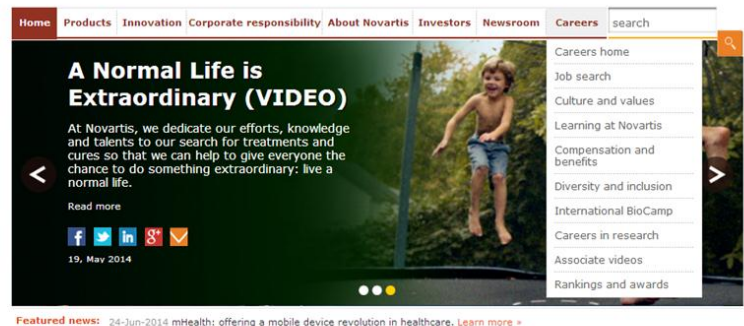 Home Products Innovation Corporate responsibility About Novartis Investors Newsroom Careers search
A Normal Life is
Extraordinary (VIDEO)
At Novartis, we dedicate our efforts, knowledge
and talents to our search for treatments and
cures so that we can help to give everyone the
chance to do something extraordinary: live a
normal life.
Read more
19, May 2014
Careers home
Job search
Culture and values
Learning at Novartis
Compensation and
benefits
Diversity and inclusion
International BioCamp
Careers in research
Associate videos
Rankings and awards
Featured news: 24-Jun-2014 mHealth: offering a mobile device revolution in healthcare. Learn more »